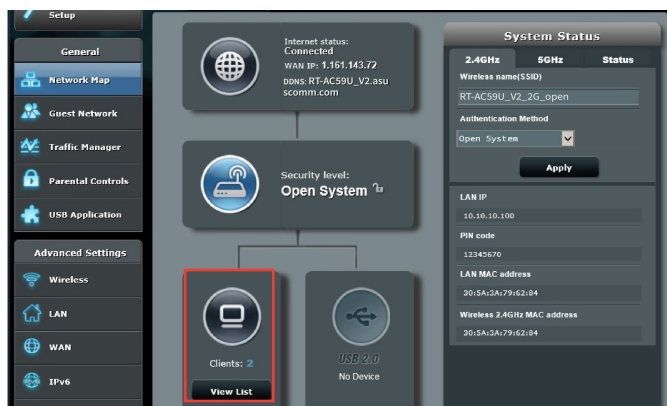 Setup
General
Network Map
Guest Network
Traffic Manager
Parental Controls
USB Application
Advanced Settings
Wireless
LAN
WAN
IPv6
Internet status:
Connected
WAN IP: 1.161.143.72
DDNS: RT-AC59U_V2.asu
scomm.com
Security level:
Open System
Clients: 2
View List
USB 2.0
No Device
System Status
2.4GHz 5GHz Status
Wireless name(SSID)
RT-AC59U_V2_2G_open
Authentication Method
Open System
Apply
LAN IP
10.10.10.100
PIN code
12345670
LAN MAC address
30:5A:3A:79:62:84
Wireless 2.4GHz MAC address
30:5A:3A:79:62:84